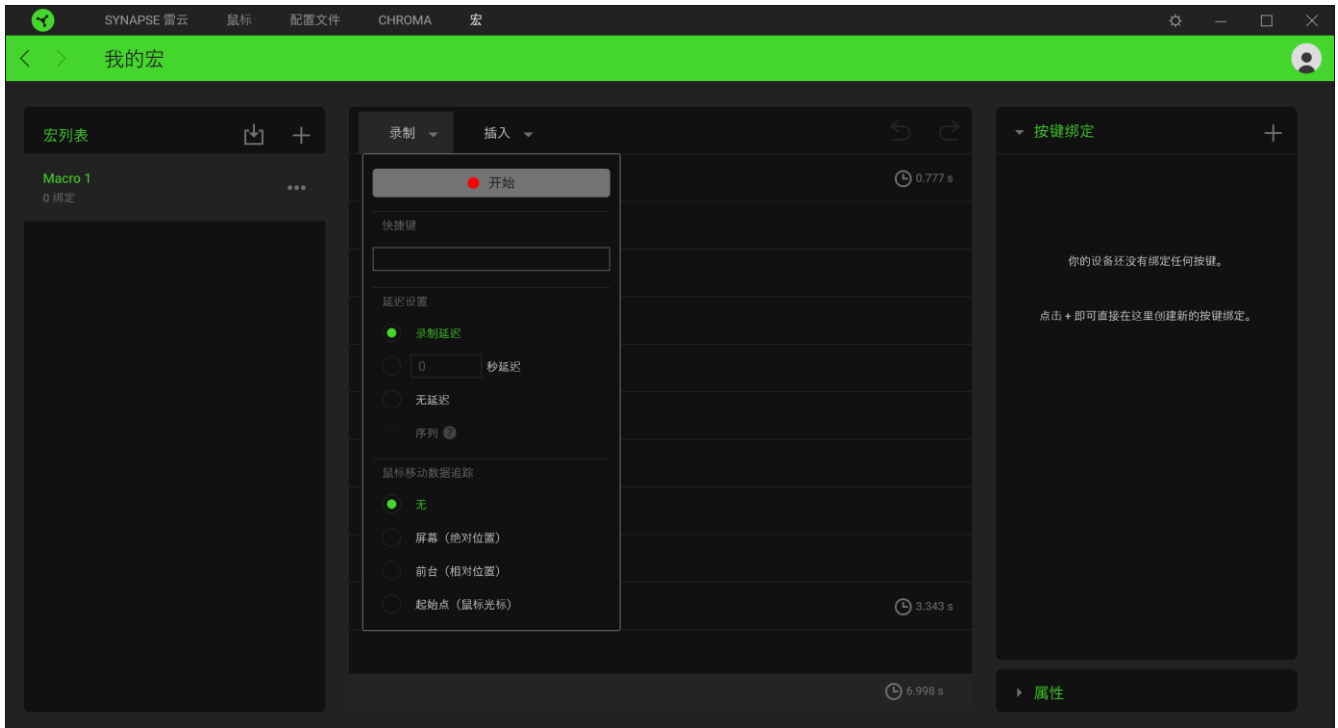 SYNAPSE 雷云 鼠标 配置文件 CHROMA 宏
我的宏
宏列表
Macro 1
0 绑定
录制 插入
开始
0.777 s
快捷键
延迟设置
录制延迟
0 秒延迟
无延迟
序列 ?
鼠标移动数据追踪
无
屏幕（绝对位置）
前台（相对位置）
起始点（鼠标光标）
3.343 s
6.998 s
按键绑定
你的设备还没有绑定任何按键。
点击 + 即可直接在这里创建新的按键绑定。
属性